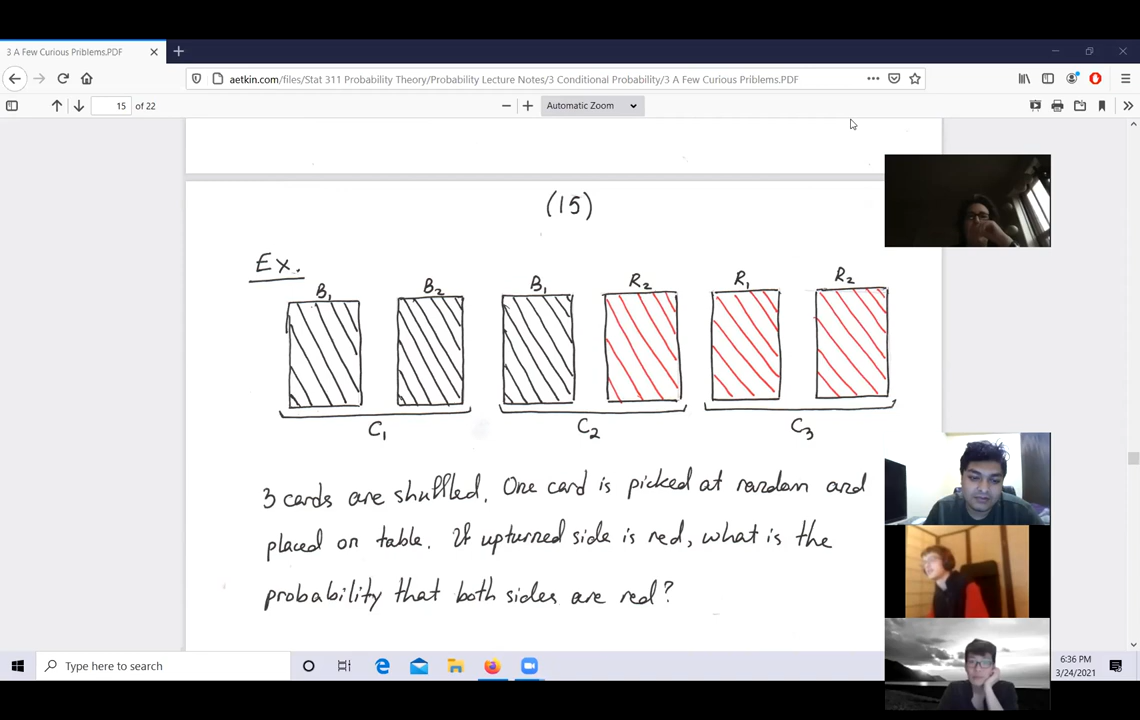 3 A Few Curious Priblems.PDF
aetkin.com/files/Stat 311 Probability Theory/Probability Lecture Notes/3 Conditional Probability/3 A Few Curious Priblems.PDF
15 of 22
Automatic Zoom
(15)
Ex.
B₁ B₂ B₁ R₂ R₁ R₂
C₁ C₂ C₃
3 cards are shuffled. One card is picked at random and
placed on table. If upturned side is red, what is the
probability that both sides are red?
Type here to search
6:36 PM
3/24/2021